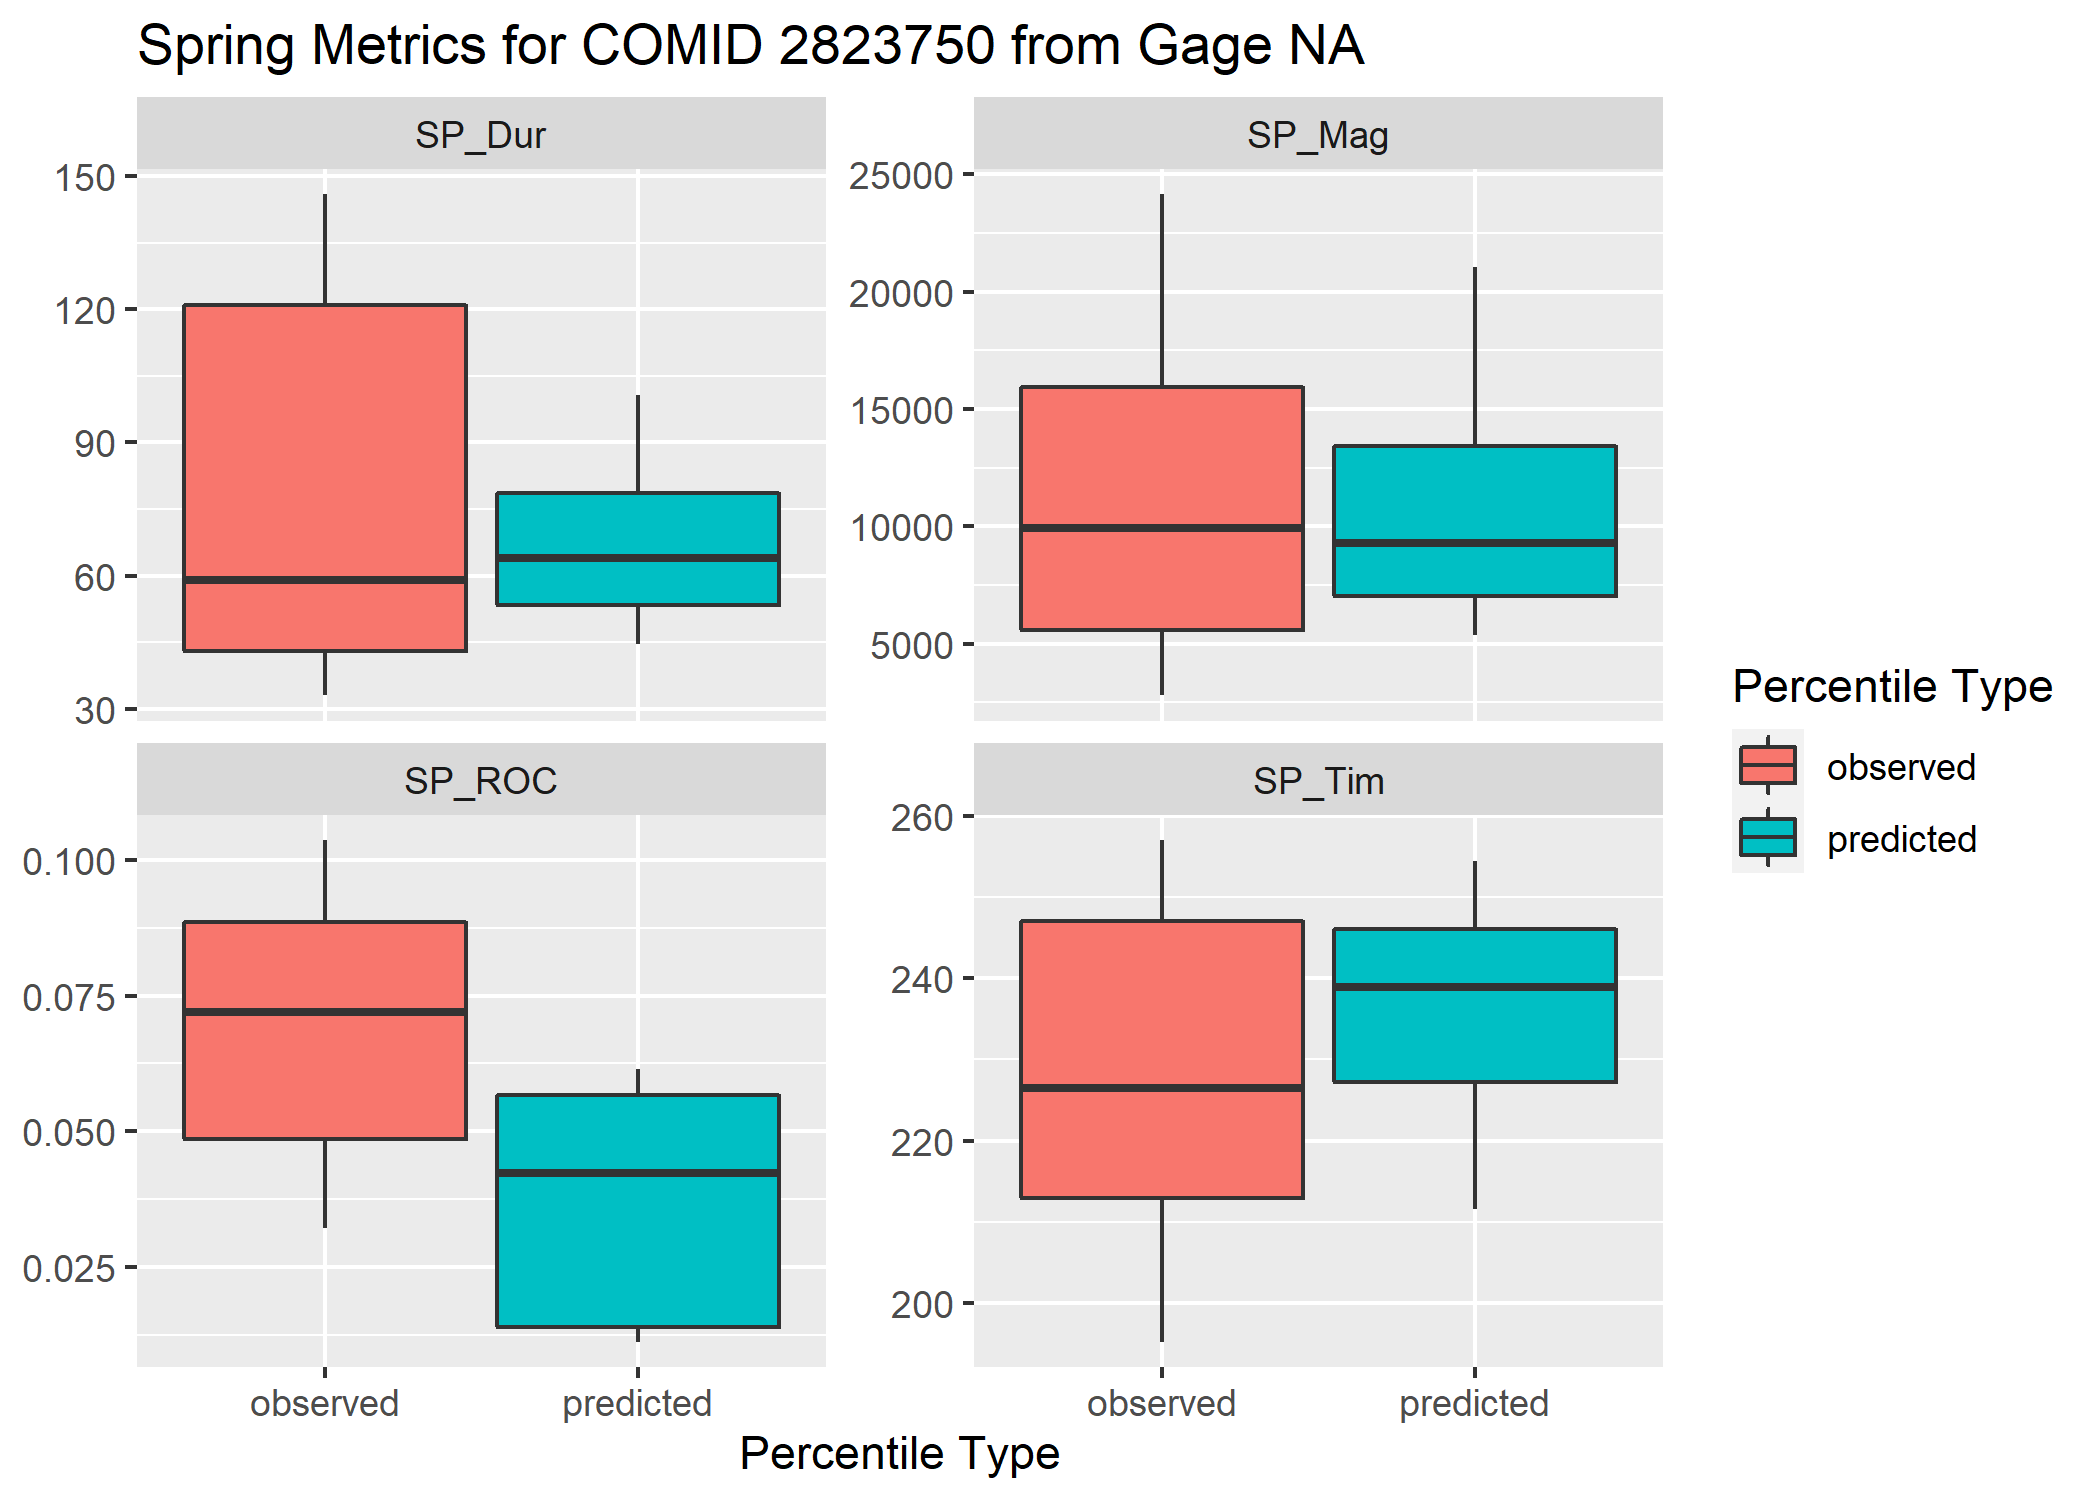 Spring Metrics for COMID 2823750 from Gage NA
SP_Dur
SP_Mag
150
120
90
60
30
25000
20000
15000
10000
5000
SP_ROC
SP_Tim
0.100
0.075
0.050
0.025
260
240
220
200
observed
predicted
observed
predicted
Percentile Type
Percentile Type
observed
predicted